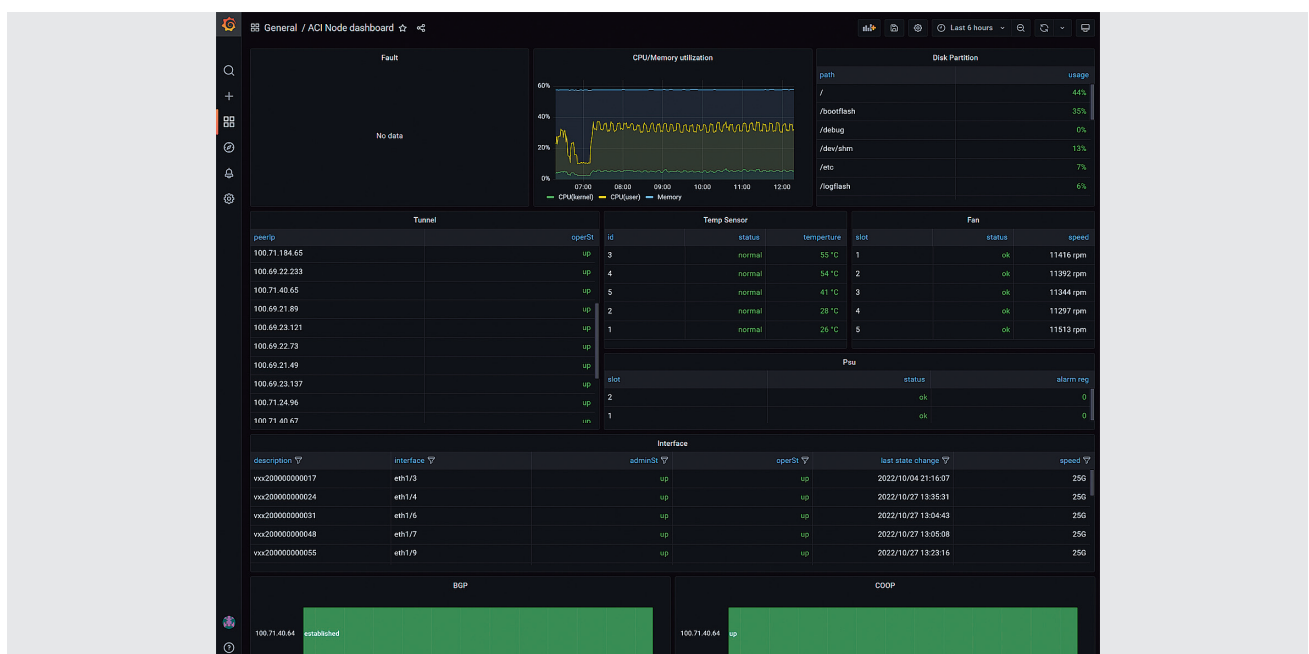 General / ACI Node dashboard
Last 6 hours
Fault
No data
CPU/Memory utilization
60%
40%
20%
0%
07:00 08:00 09:00 10:00 11:00 12:00
CPU(kernel) CPU(user) Memory
Disk Partition
path usage
/ 44%
/bootflash 35%
/debug 0%
/dev/shm 13%
/etc 7%
/logflash 6%
Tunnel
peerIp operSt
100.71.184.65 up
100.69.22.233 up
100.71.40.65 up
100.69.21.89 up
100.69.23.121 up
100.69.22.73 up
100.69.21.49 up
100.69.23.137 up
100.71.24.96 up
100.71.40.67 up
Temp Sensor
id status temperture
3 normal 55 °C
4 normal 54 °C
5 normal 41 °C
2 normal 28 °C
1 normal 26 °C
Fan
slot status speed
1 ok 11416 rpm
2 ok 11392 rpm
3 ok 11344 rpm
4 ok 11297 rpm
5 ok 11513 rpm
Psu
slot status alarm reg
2 ok 0
1 ok 0
Interface
description interface adminSt operSt last state change speed
vxx200000000017 eth1/3 up up 2022/10/04 21:16:07 25G
vxx200000000024 eth1/4 up up 2022/10/27 13:35:31 25G
vxx200000000031 eth1/6 up up 2022/10/27 13:04:43 25G
vxx200000000048 eth1/7 up up 2022/10/27 13:05:08 25G
vxx200000000055 eth1/9 up up 2022/10/27 13:23:16 25G
BGP
100.71.40.64 established
COOP
100.71.40.64 up